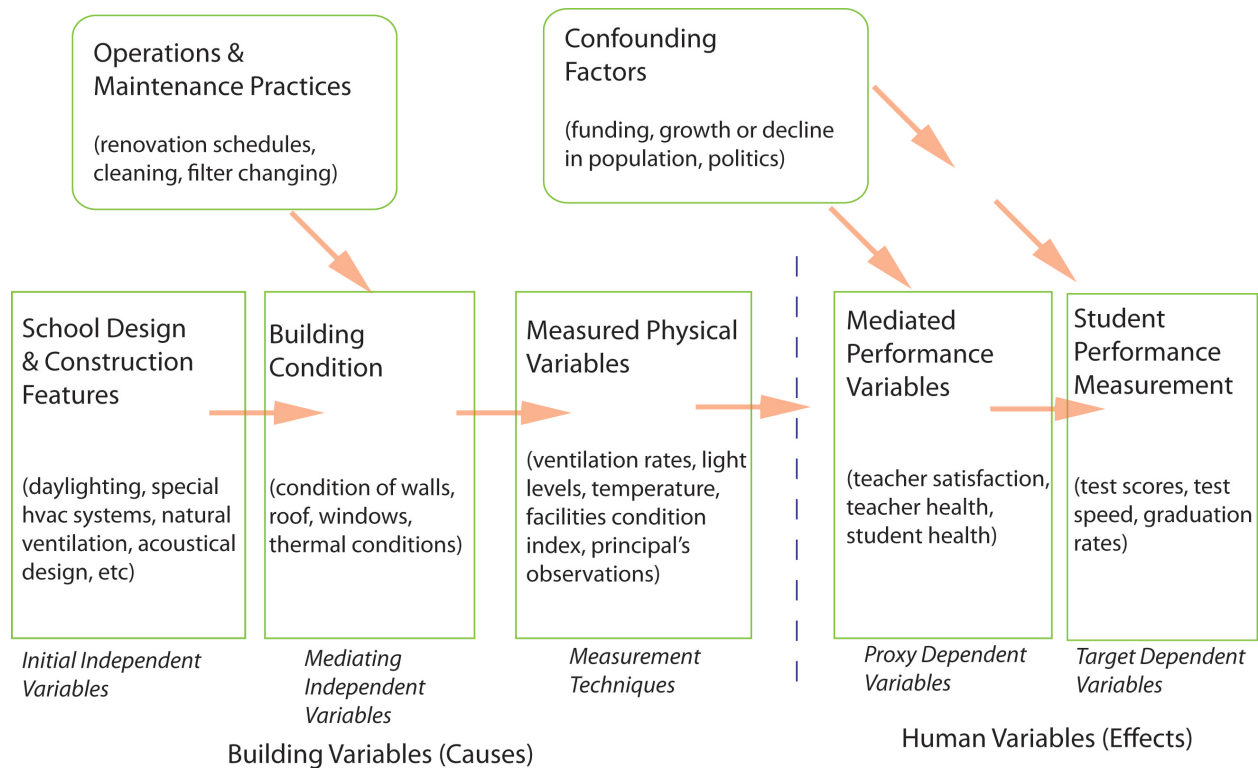 Operations &
Maintenance Practices
(renovation schedules,
cleaning, filter changing)
Confounding
Factors
(funding, growth or decline
in population, politics)
School Design
& Construction
Features
(daylighting, special
hvac systems, natural
ventilation, acoustical
design, etc)
Initial Independent
Variables
Building
Condition
(condition of walls,
roof, windows,
thermal conditions)
Mediating
Independent
Variables
Measured Physical
Variables
(ventilation rates, light
levels, temperature,
facilities condition
index, principal's
observations)
Measurement
Techniques
Mediated
Performance
Variables
(teacher satisfaction,
teacher health,
student health)
Proxy Dependent
Variables
Student
Performance
Measurement
(test scores, test
speed, graduation
rates)
Target Dependent
Variables
Building Variables (Causes)
Human Variables (Effects)